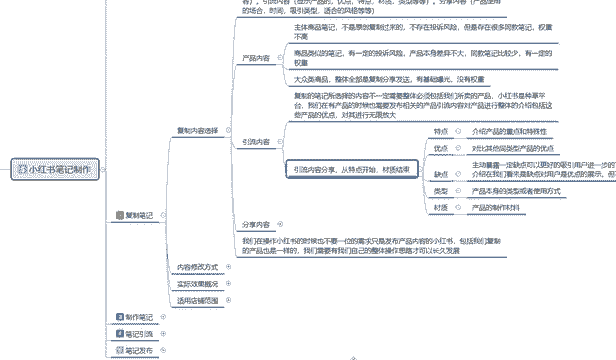 容）。引流内容（显示产品的，优点，特点，材质，类型等等）。分享内容（产品使用
的场合，时间，吸引类型，适合的风格等等）
主体商品笔记，不是原创复制过来的，不存在投诉风险，但是存在很多同款笔记，权重
不高
产品内容
商品类似的笔记，有一定的投诉风险，产品本身差异不大，同款笔记比较少，有一定的
权重
大众类商品，整体全部是复制分享发送，有基础曝光，没有权重
复制的笔记所选择的内容不一定需要整体必须包括我们所卖的产品，小红书是种草平
台，我们在有产品的时候也需要发布相关的产品引流内容对产品进行整体的介绍包括这
些产品的优点，对其进行无限放大
复制内容选择
引流内容
特点
介绍产品的重点和特殊性
优点
对比其他同类型产品的优点
引流内容分享，从特点开始，材质结束
小红书笔记制作
缺点
主动暴露一定缺点可以更好的吸引用户进一步的了
介绍在我们看来是缺点对用户是优点的展示，但不
类型
产品本身的类型或者使用方式
材质
产品的制作材料
复制笔记
分享内容
我们在操作小红书的时候也不要一位的需求只是发布产品内容的小红书，包括我们复制
的产品也是一样的，我们需要有我们自己的整体操作思路才可以长久发展
内容修改方式
实际效果概况
适用店铺范围
制作笔记
笔记引流
笔记发布